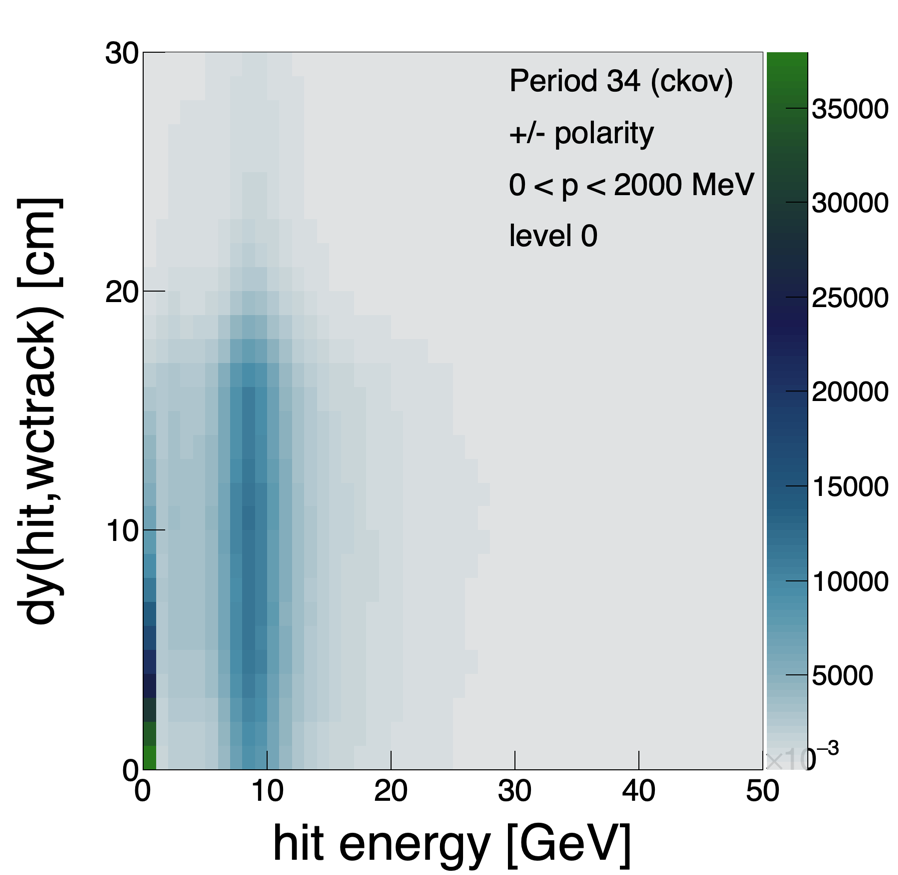 30
Period 34 (ckov)
+/- polarity
0 < p < 2000 MeV
level 0
20
10
0
dy(hit,wctrack) [cm]
0 10 20 30 40 50
hit energy [GeV]
35000
30000
25000
20000
15000
10000
5000
0
×10⁻³